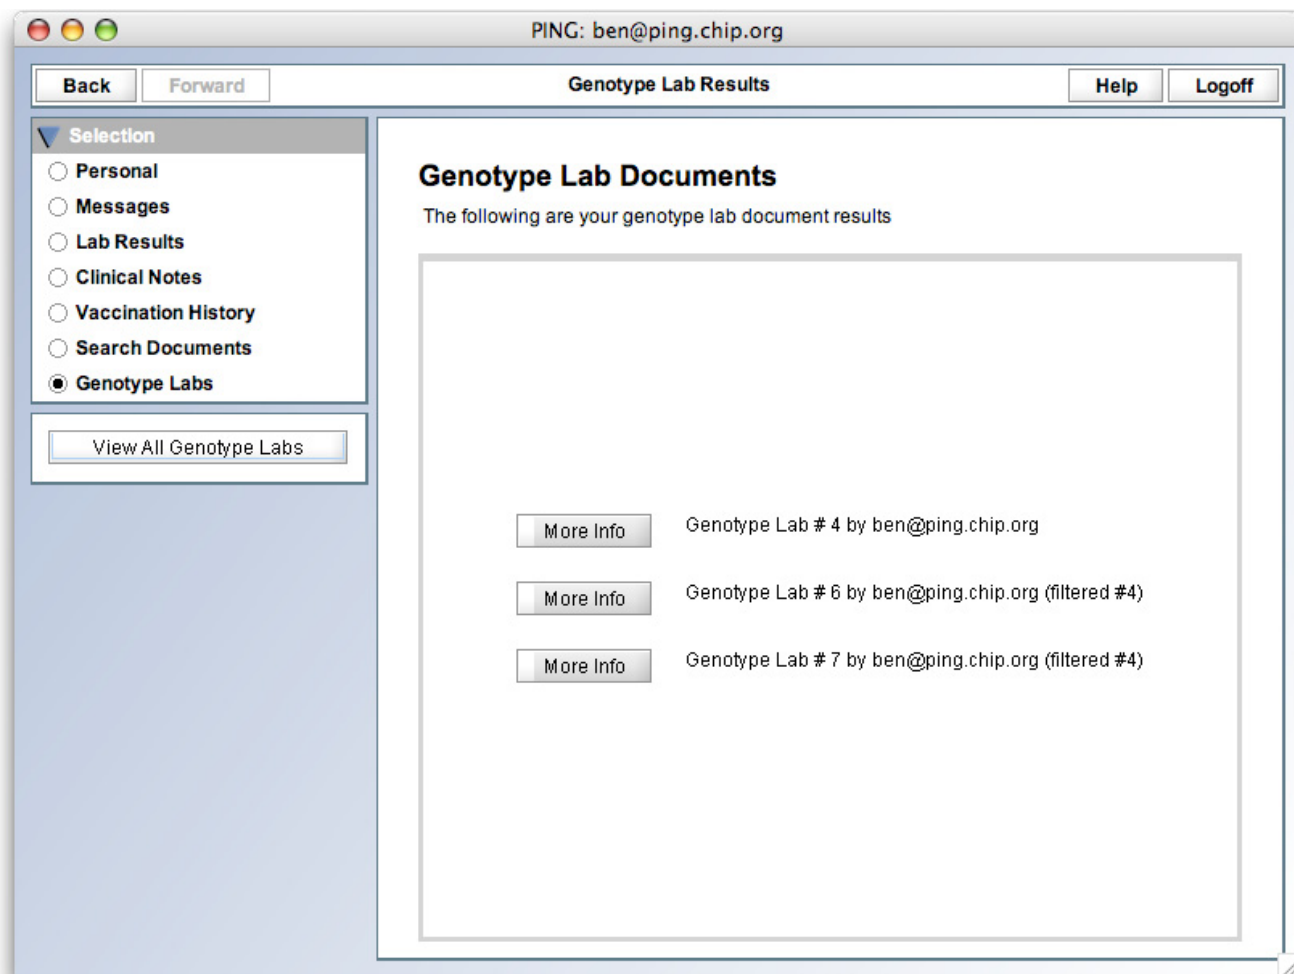 PING: ben@ping.chip.org
Back Forward Genotype Lab Results Help Logoff
Selection
Personal
Messages
Lab Results
Clinical Notes
Vaccination History
Search Documents
Genotype Labs
View All Genotype Labs
Genotype Lab Documents
The following are your genotype lab document results
More Info Genotype Lab # 4 by ben@ping.chip.org
More Info Genotype Lab # 6 by ben@ping.chip.org (filtered #4)
More Info Genotype Lab # 7 by ben@ping.chip.org (filtered #4)